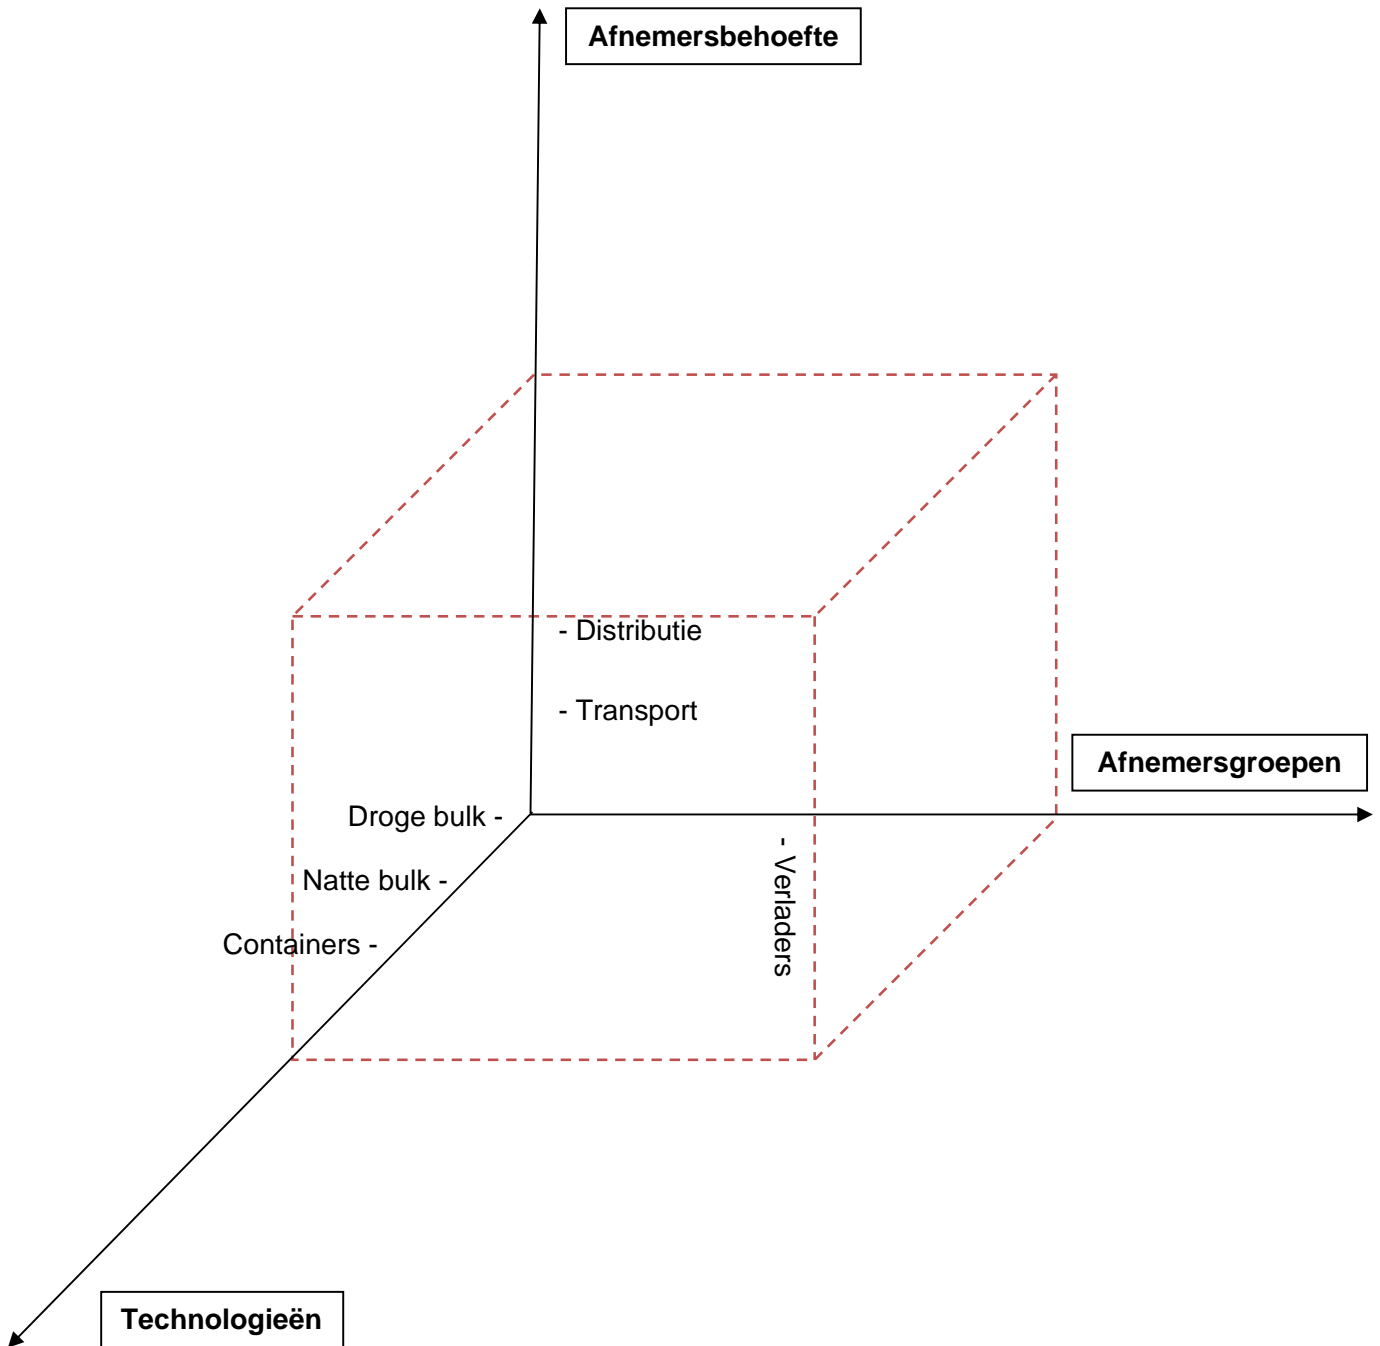 Afnemersbehoefte
- Distributie
- Transport
Afnemersgroepen
Droge bulk -
- Verladers
Natte bulk -
Containers -
Technologieën